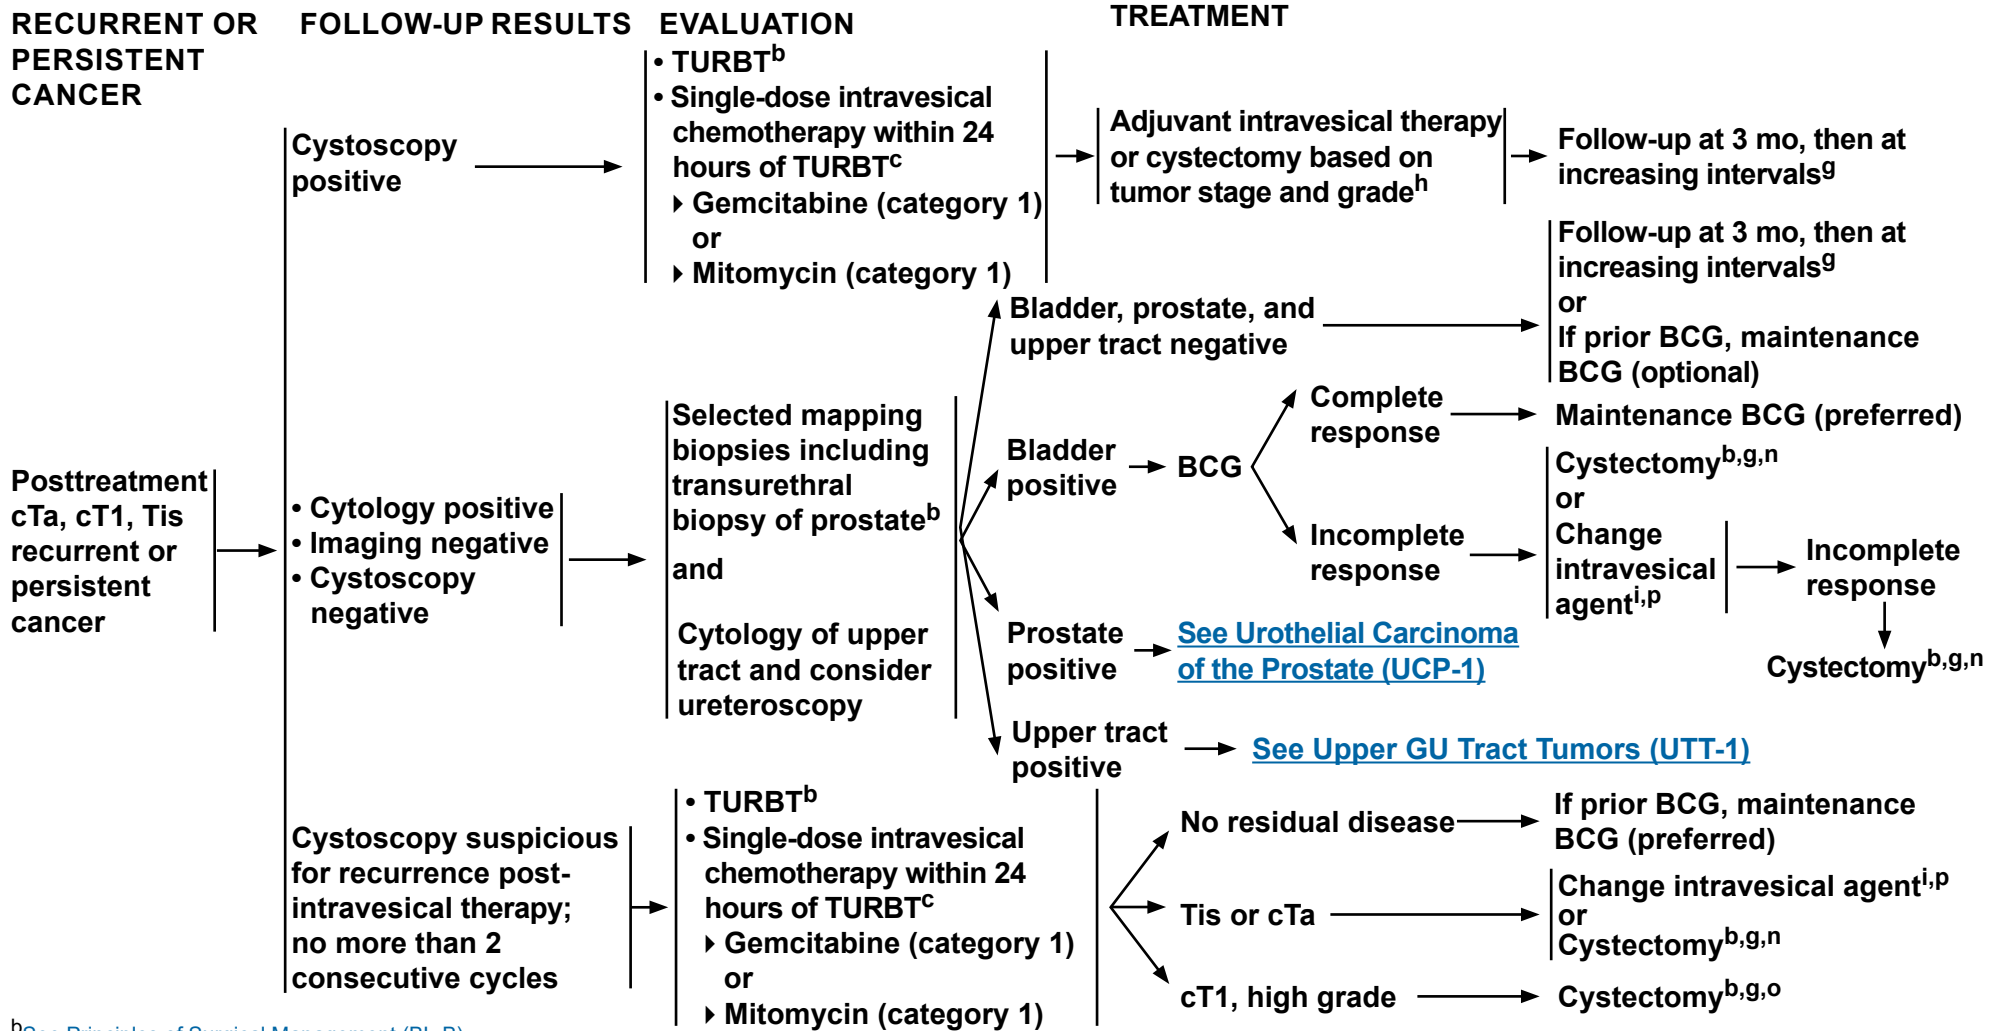 RECURRENT OR
PERSISTENT
CANCER
FOLLOW-UP RESULTS
EVALUATION
TREATMENT
Posttreatment
cTa, cT1, Tis
recurrent or
persistent
cancer
Cystoscopy
positive
• TURBTb
• Single-dose intravesical
chemotherapy within 24
hours of TURBTc
Gemcitabine (category 1)
or
Mitomycin (category 1)
Adjuvant intravesical therapy
or cystectomy based on
tumor stage and gradeh
Follow-up at 3 mo, then at
increasing intervalsg
• Cytology positive
• Imaging negative
• Cystoscopy
negative
Selected mapping
biopsies including
transurethral
biopsy of prostateb
and
Cytology of upper
tract and consider
ureteroscopy
Bladder, prostate, and
upper tract negative
Follow-up at 3 mo, then at
increasing intervalsg
or
If prior BCG, maintenance
BCG (optional)
Bladder
positive
BCG
Complete
response
Maintenance BCG (preferred)
Incomplete
response
Cystectomyb,g,n
or
Change
intravesical
agenti,p
Incomplete
response
Cystectomyb,g,n
Prostate
positive
See Urothelial Carcinoma
of the Prostate (UCP-1)
Upper tract
positive
See Upper GU Tract Tumors (UTT-1)
Cystoscopy suspicious
for recurrence post-
intravesical therapy;
no more than 2
consecutive cycles
• TURBTb
• Single-dose intravesical
chemotherapy within 24
hours of TURBTc
Gemcitabine (category 1)
or
Mitomycin (category 1)
No residual disease
If prior BCG, maintenance
BCG (preferred)
Tis or cTa
Change intravesical agenti,p
or
Cystectomyb,g,n
cT1, high grade
Cystectomyb,g,o
bSee Principles of Surgical Management (BL-B)